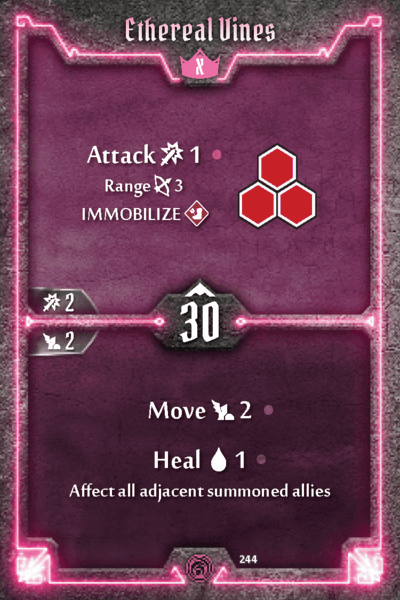 Ethereal Vines
X
Attack 1
Range 3
IMMOBILIZE
2
30
2
Move 2
Heal 1
Affect all adjacent summoned allies
244